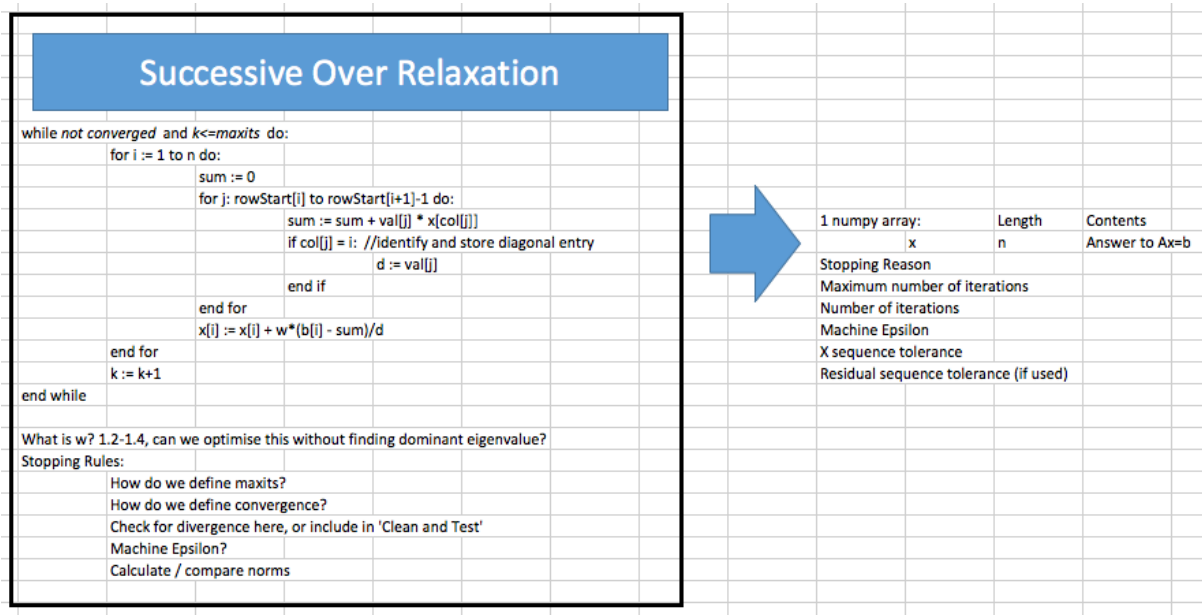 Successive Over Relaxation
while not converged and k<=maxits do:
for i := 1 to n do:
sum := 0
for j: rowStart[i] to rowStart[i+1]-1 do:
sum := sum + val[j] * x[col[j]]
if col[j] = i: //identify and store diagonal entry
d := val[j]
end if
end for
x[i] := x[i] + w*(b[i] - sum)/d
end for
k := k+1
end while
What is w? 1.2-1.4, can we optimise this without finding dominant eigenvalue?
Stopping Rules:
How do we define maxits?
How do we define convergence?
Check for divergence here, or include in 'Clean and Test'
Machine Epsilon?
Calculate / compare norms
1 numpy array: Length Contents
x n Answer to Ax=b
Stopping Reason
Maximum number of iterations
Number of iterations
Machine Epsilon
X sequence tolerance
Residual sequence tolerance (if used)